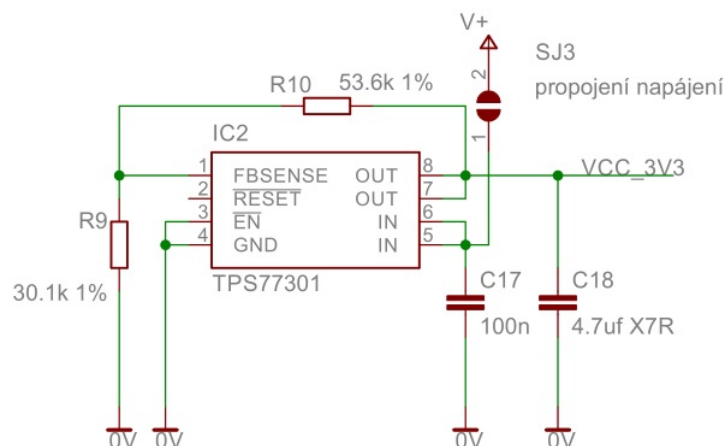 V+
SJ3
2
propojení napájení
1
R10
53.6k 1%
IC2
1 FBSENSE OUT 8
2 RESET OUT 7
3 EN IN 6
4 GND IN 5
VCC_3V3
TPS77301
R9
30.1k 1%
C17
100n
C18
4.7uf X7R
0V
0V
0V
0V